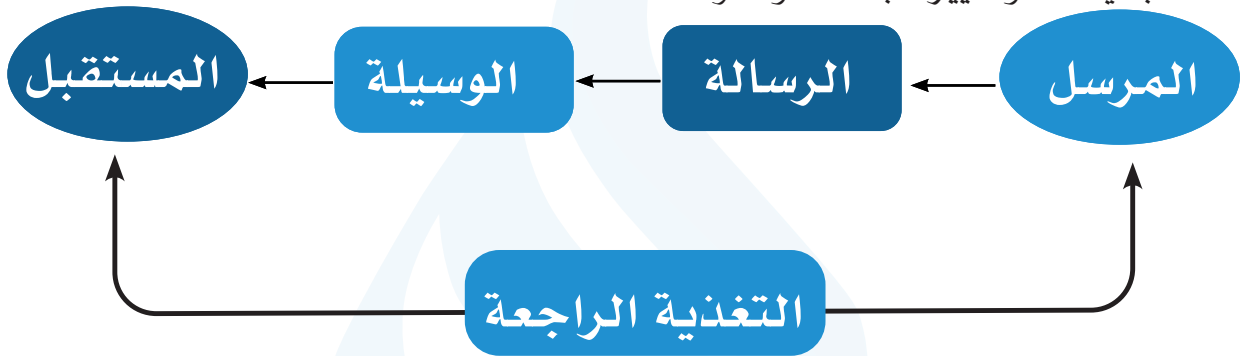 المرسل
الرسالة
الوسيلة
المستقبل
التغذية الراجعة